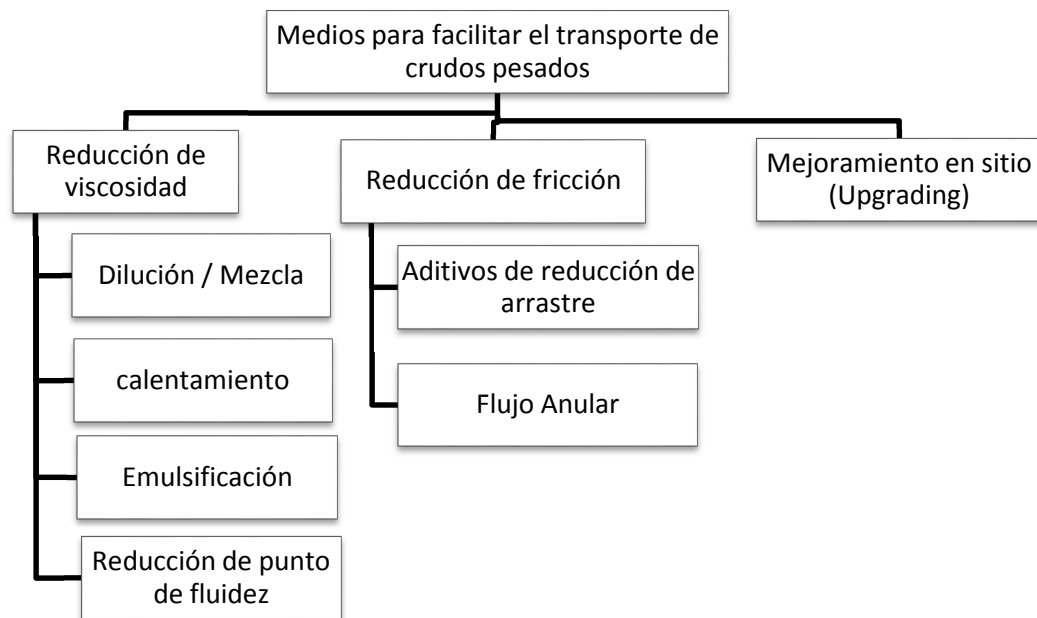 Medios para facilitar el transporte de
crudos pesados
Reducción de
viscosidad
Dilución / Mezcla
calentamiento
Emulsificación
Reducción de punto
de fluidez
Reducción de fricción
Aditivos de reducción de
arrastre
Flujo Anular
Mejoramiento en sitio
(Upgrading)